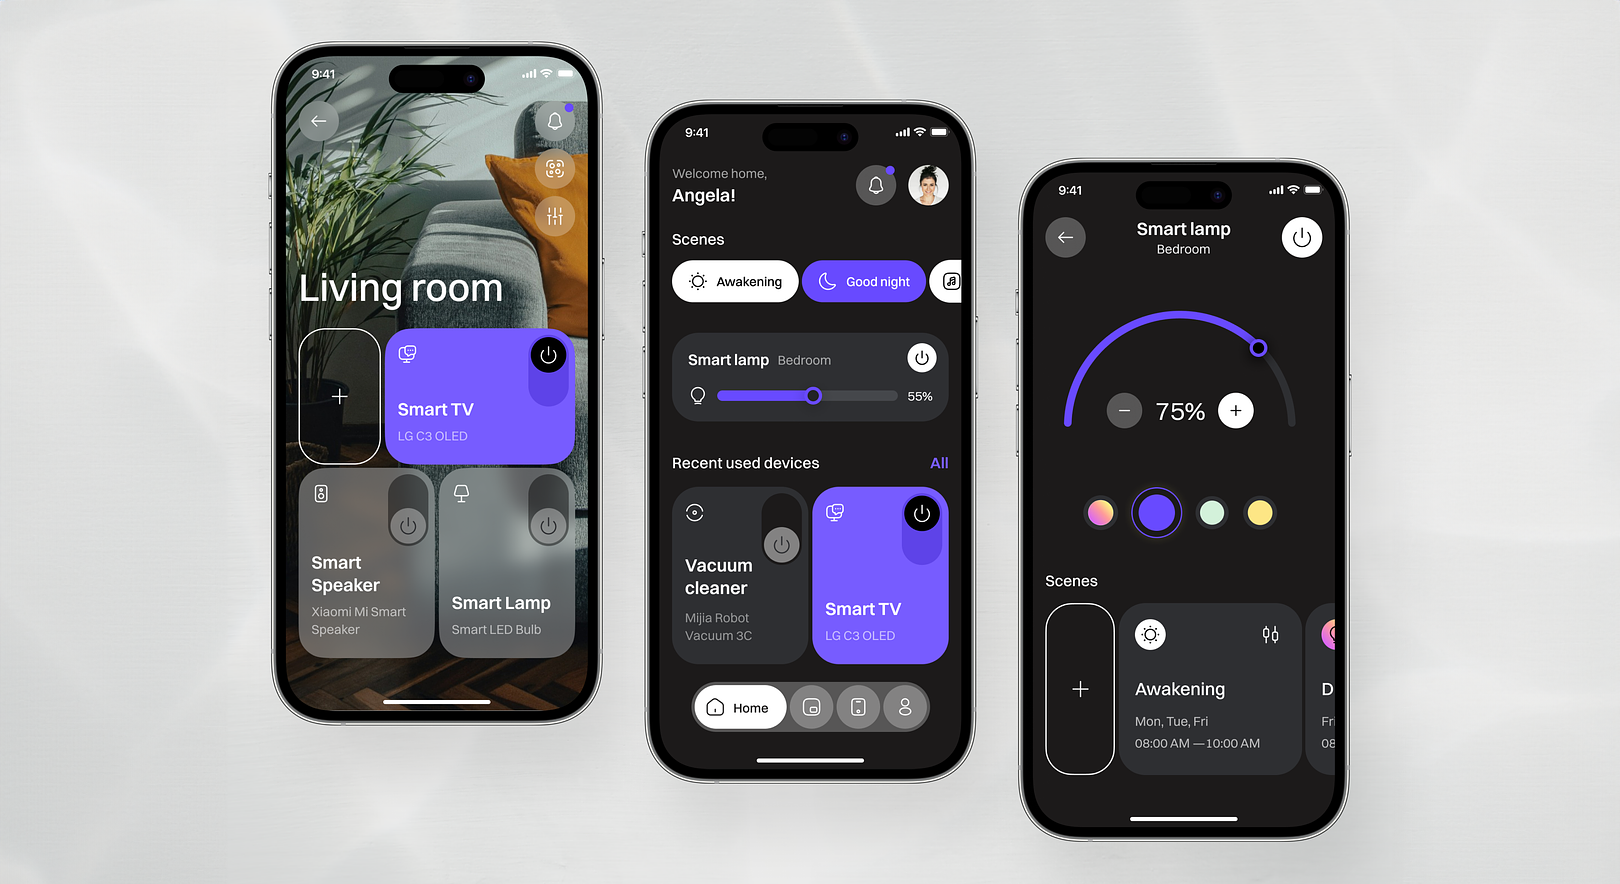 9:41
Living room
Smart TV
LG C3 OLED
Smart
Speaker
Xiaomi Mi Smart
Speaker
Smart Lamp
Smart LED Bulb
9:41
Welcome home,
Angela!
Scenes
Awakening
Good night
Smart lamp Bedroom
55%
Recent used devices
All
Vacuum
cleaner
Mijia Robot
Vacuum 3C
Smart TV
LG C3 OLED
Home
9:41
Smart lamp
Bedroom
75%
Scenes
Awakening
Mon, Tue, Fri
08:00 AM — 10:00 AM
D
Fri
08